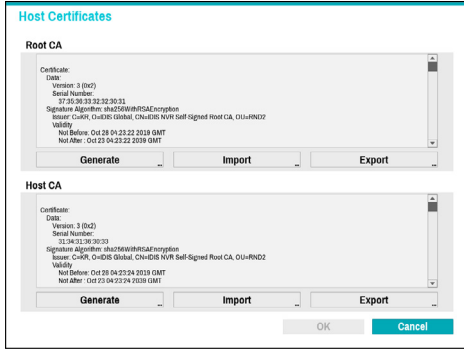 Host Certificates
Root CA
Certificate:
Data:
Version: 3 (0x2)
Serial Number:
37:35:36:33:32:32:30:31
Signature Algorithm: sha256WithRSAEncryption
Issuer: C=KR, O=IDIS Global, CN=IDIS NVR Self-Signed Root CA, OU=RND2
Validity
Not Before: Oct 28 04:23:22 2019 GMT
Not After : Oct 23 04:23:22 2039 GMT
Generate ...
Import ...
Export ...
Host CA
Certificate:
Data:
Version: 3 (0x2)
Serial Number:
31:34:31:36:30:33
Signature Algorithm: sha256WithRSAEncryption
Issuer: C=KR, O=IDIS Global, CN=IDIS NVR Self-Signed Root CA, OU=RND2
Validity
Not Before: Oct 28 04:23:24 2019 GMT
Not After : Oct 23 04:23:24 2039 GMT
Generate ...
Import ...
Export ...
OK
Cancel